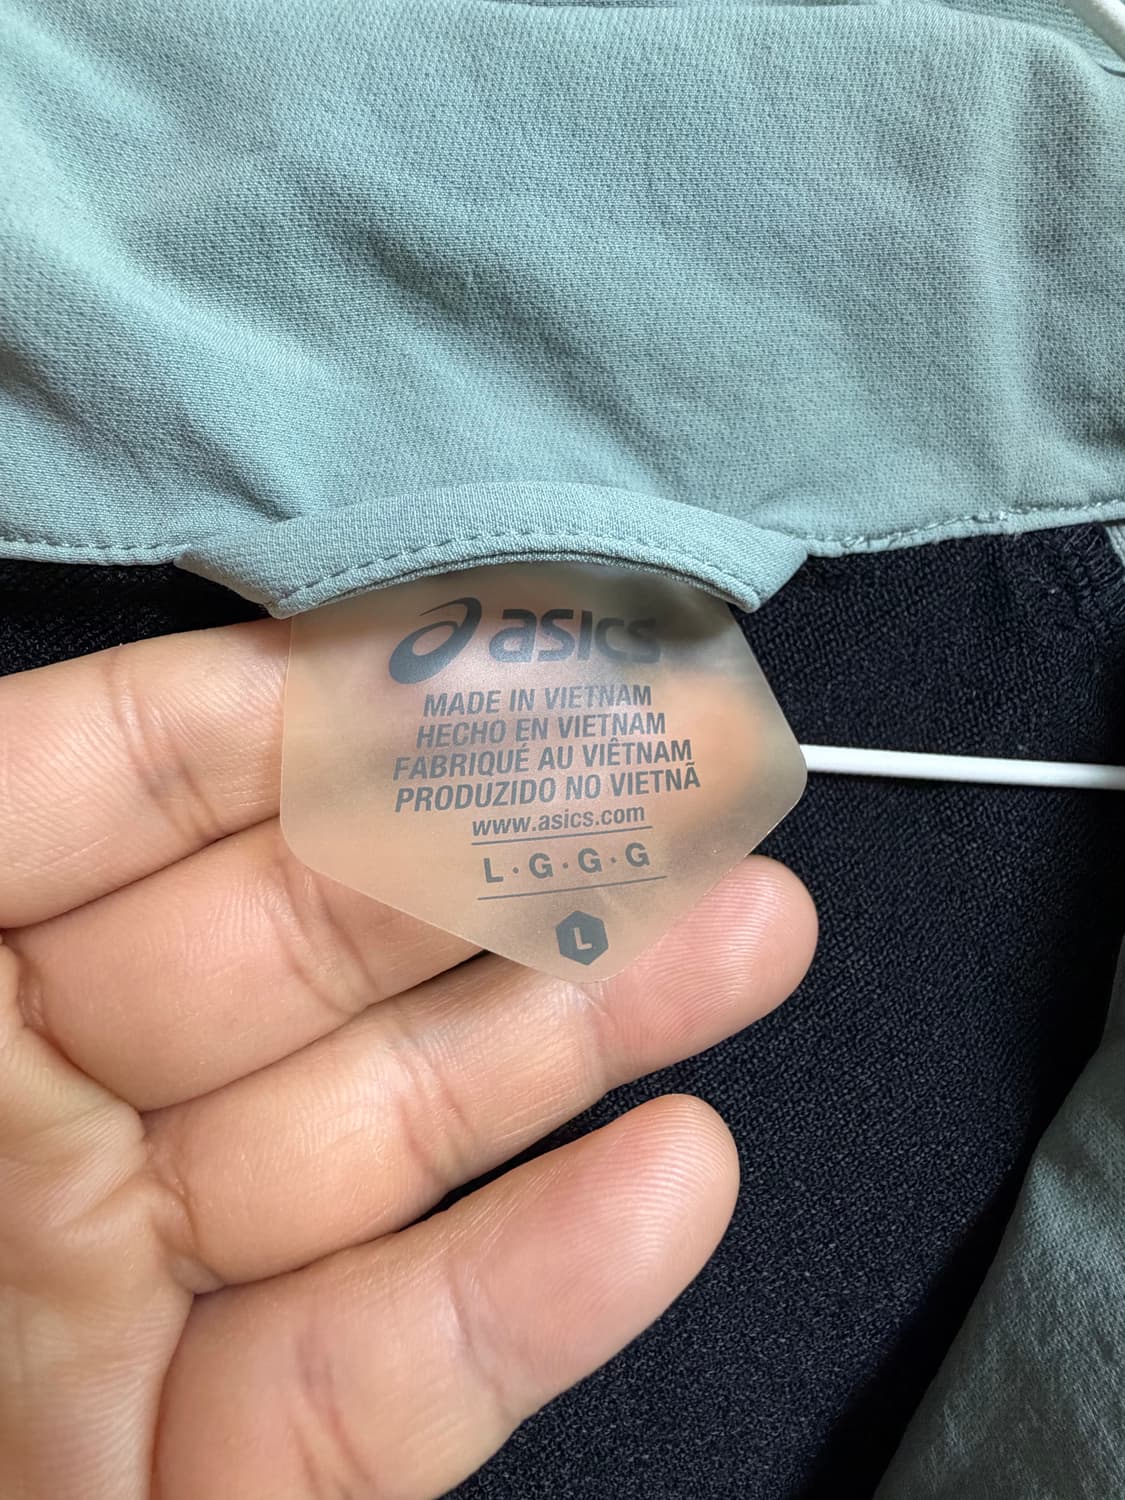 asics
MADE IN VIETNAM
HECHO EN VIETNAM
FABRIQUÉ AU VIÊTNAM
PRODUZIDO NO VIETNÃ
www.asics.com
L·G·G·G
L